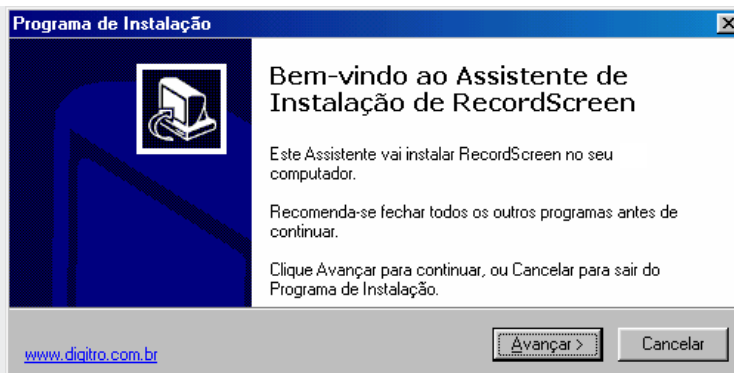 Programa de Instalação
Bem-vindo ao Assistente de
Instalação de RecordScreen
Este Assistente vai instalar RecordScreen no seu
computador.
Recomenda-se fechar todos os outros programas antes de
continuar.
Clique Avançar para continuar, ou Cancelar para sair do
Programa de Instalação.
www.digitro.com.br
Avançar >
Cancelar